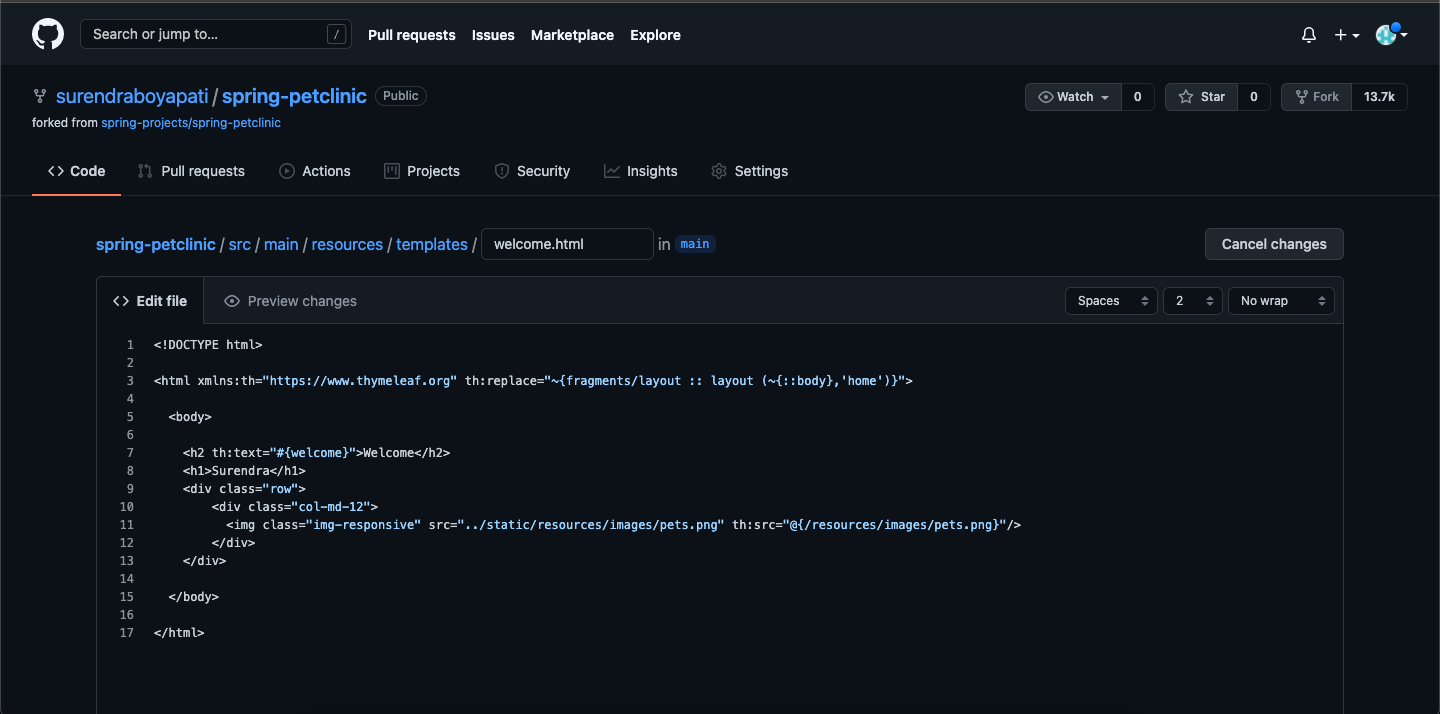 Search or jump to... / Pull requests Issues Marketplace Explore
surendraboyapati / spring-petclinic Public Watch 0 Star 0 Fork 13.7k
forked from spring-projects/spring-petclinic
<> Code Pull requests Actions Projects Security Insights Settings
spring-petclinic / src / main / resources / templates / welcome.html in main Cancel changes
<> Edit file Preview changes Spaces 2 No wrap
1 <!DOCTYPE html>
2
3 <html xmlns:th="https://www.thymeleaf.org" th:replace="~{fragments/layout :: layout (~{::body},'home')}">
4
5   <body>
6
7     <h2 th:text="#{welcome}">Welcome</h2>
8     <h1>Surendra</h1>
9     <div class="row">
10         <div class="col-md-12">
11           <img class="img-responsive" src="../static/resources/images/pets.png" th:src="@{/resources/images/pets.png}"/>
12         </div>
13     </div>
14
15   </body>
16
17 </html>